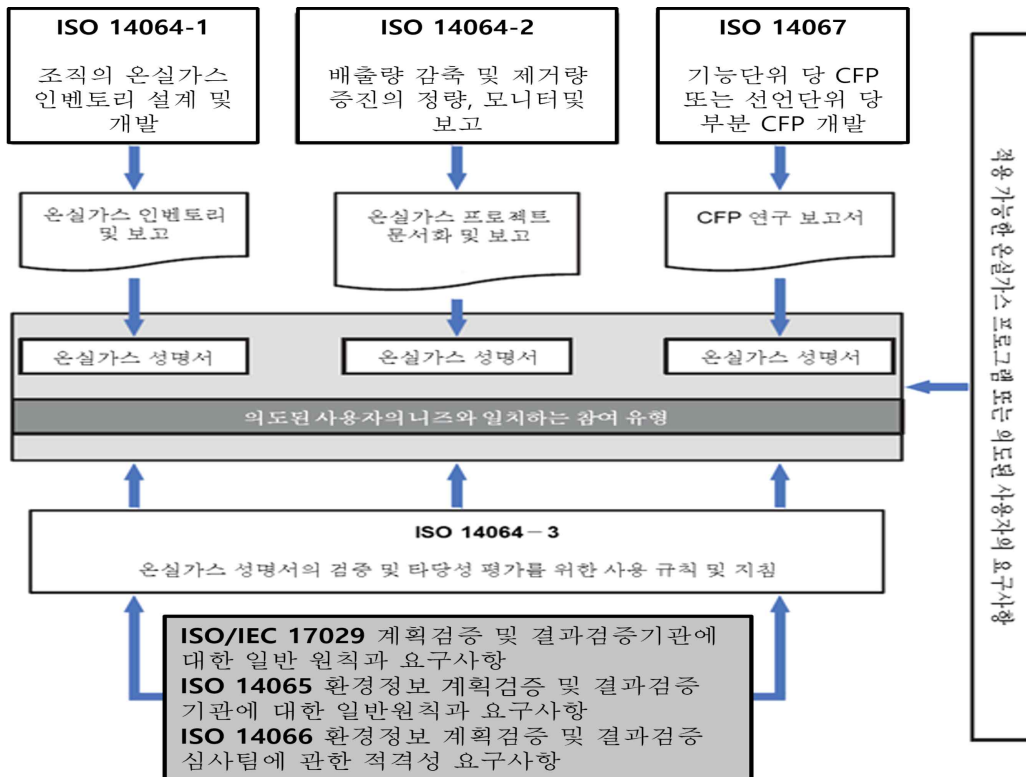 ISO 14064-1
조직의 온실가스
인벤토리 설계 및
개발
ISO 14064-2
배출량 감축 및 제거량
증진의 정량, 모니터및
보고
ISO 14067
기능단위 당 CFP
또는 선언단위 당
부분 CFP 개발
온실가스 인벤토리
및 보고
온실가스 프로젝트
문서화 및 보고
CFP 연구 보고서
온실가스 성명서
온실가스 성명서
온실가스 성명서
의도된 사용자의니즈와 일치하는 참여 유형
적용 가능한 온실가스 프로그램 또는 의도된 사용자의 요구사항
ISO 14064－3
온실가스 성명서의 검증 및 타당성 평가를 위한 사용 규칙 및 지침
ISO/IEC 17029 계획검증 및 결과검증기관에
대한 일반 원칙과 요구사항
ISO 14065 환경정보 계획검증 및 결과검증
기관에 대한 일반원칙과 요구사항
ISO 14066 환경정보 계획검증 및 결과검증
심사팀에 관한 적격성 요구사항